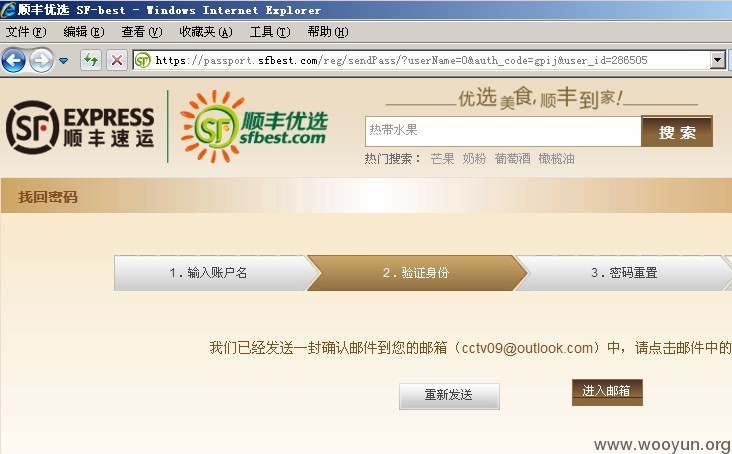 顺丰优选 SF-best - Windows Internet Explorer
文件(F) 编辑(E) 查看(V) 收藏夹(A) 工具(T) 帮助(H)
https://passport.sfbest.com/reg/sendPass/?userName=0&auth_code=gpij&user_id=286505
SF EXPRESS
顺丰速运
SF 顺丰优选
sfbest.com
优选美食,顺丰到家!
热带水果
搜 索
热门搜索： 芒果 奶粉 葡萄酒 橄榄油
找回密码
1.输入账户名 2.验证身份 3.密码重置
我们已经发送一封确认邮件到您的邮箱（cctv09@outlook.com）中，请点击邮件中的
重新发送 进入邮箱
www.wooyun.org